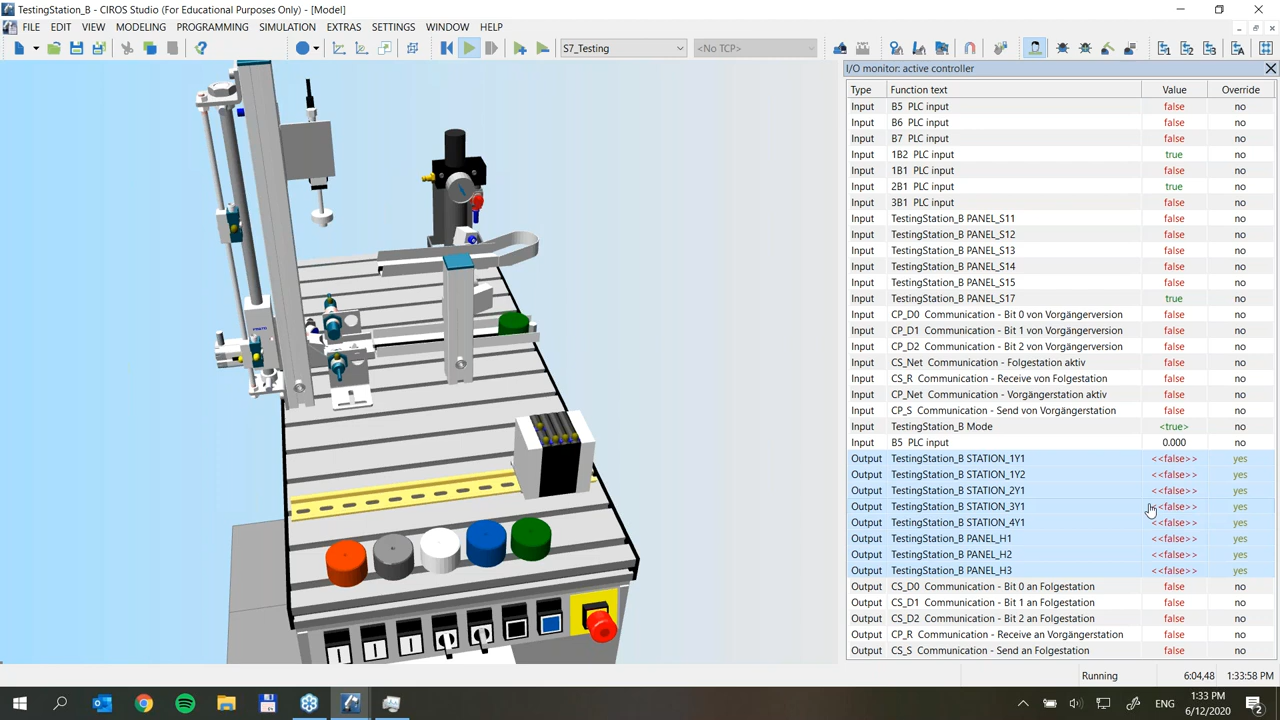 TestingStation_B - CIROS Studio (For Educational Purposes Only) - [Model]
FILE EDIT VIEW MODELING PROGRAMMING SIMULATION EXTRAS SETTINGS WINDOW HELP
S7_Testing <No TCP>
I/O monitor: active controller
Type Function text Value Override
Input B5 PLC input false no
Input B6 PLC input false no
Input B7 PLC input false no
Input 1B2 PLC input true no
Input 1B1 PLC input false no
Input 2B1 PLC input true no
Input 3B1 PLC input false no
Input TestingStation_B PANEL_S11 false no
Input TestingStation_B PANEL_S12 false no
Input TestingStation_B PANEL_S13 false no
Input TestingStation_B PANEL_S14 false no
Input TestingStation_B PANEL_S15 false no
Input TestingStation_B PANEL_S17 true no
Input CP_D0 Communication - Bit 0 von Vorgängerversion false no
Input CP_D1 Communication - Bit 1 von Vorgängerversion false no
Input CP_D2 Communication - Bit 2 von Vorgängerversion false no
Input CS_Net Communication - Folgestation aktiv false no
Input CS_R Communication - Receive von Folgestation false no
Input CP_Net Communication - Vorgängerstation aktiv false no
Input CP_S Communication - Send von Vorgängerstation false no
Input TestingStation_B Mode <true> no
Input B5 PLC input 0.000 no
Output TestingStation_B STATION_1Y1 <<false>> yes
Output TestingStation_B STATION_1Y2 <<false>> yes
Output TestingStation_B STATION_2Y1 <<false>> yes
Output TestingStation_B STATION_3Y1 <<false>> yes
Output TestingStation_B STATION_4Y1 <<false>> yes
Output TestingStation_B PANEL_H1 <<false>> yes
Output TestingStation_B PANEL_H2 <<false>> yes
Output TestingStation_B PANEL_H3 <<false>> yes
Output CS_D0 Communication - Bit 0 an Folgestation false no
Output CS_D1 Communication - Bit 1 an Folgestation false no
Output CS_D2 Communication - Bit 2 an Folgestation false no
Output CP_R Communication - Receive an Vorgängerstation false no
Output CS_S Communication - Send an Folgestation false no
Running 6:04,48 1:33:58 PM
ENG
1:33 PM
6/12/2020
2